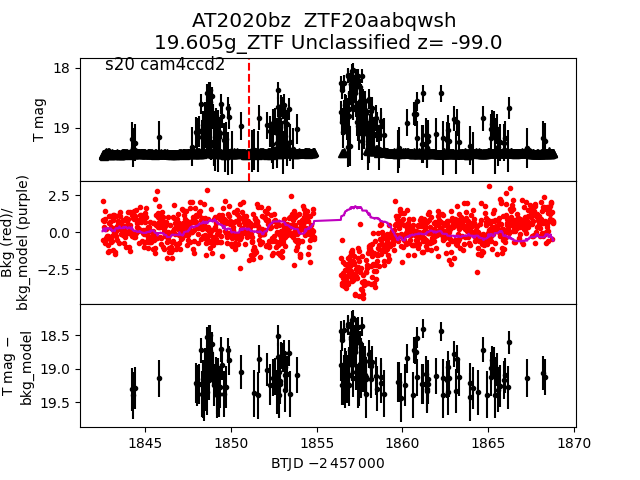 AT2020bz  ZTF20aabqwsh
19.605g_ZTF Unclassified z= -99.0
s20 cam4ccd2
T mag
18
19
Bkg (red)/
bkg_model (purple)
2.5
0.0
−2.5
T mag −
bkg_model
18.5
19.0
19.5
1845
1850
1855
1860
1865
1870
BTJD −2 457 000